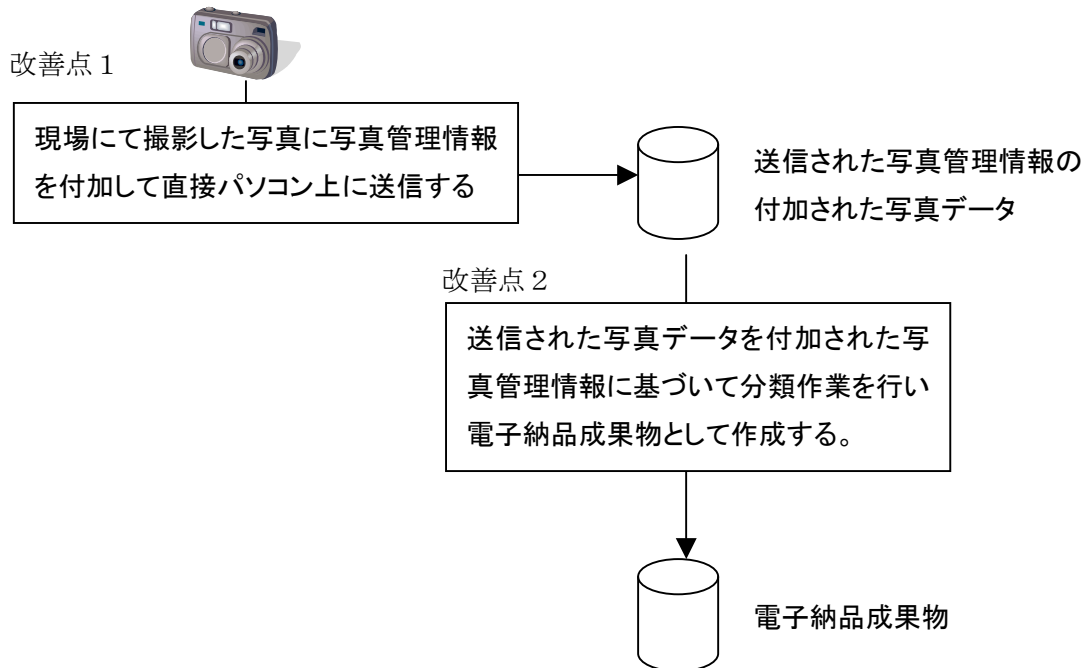 改善点１
現場にて撮影した写真に写真管理情報
を付加して直接パソコン上に送信する
送信された写真管理情報の
付加された写真データ
改善点２
送信された写真データを付加された写
真管理情報に基づいて分類作業を行い
電子納品成果物として作成する。
電子納品成果物